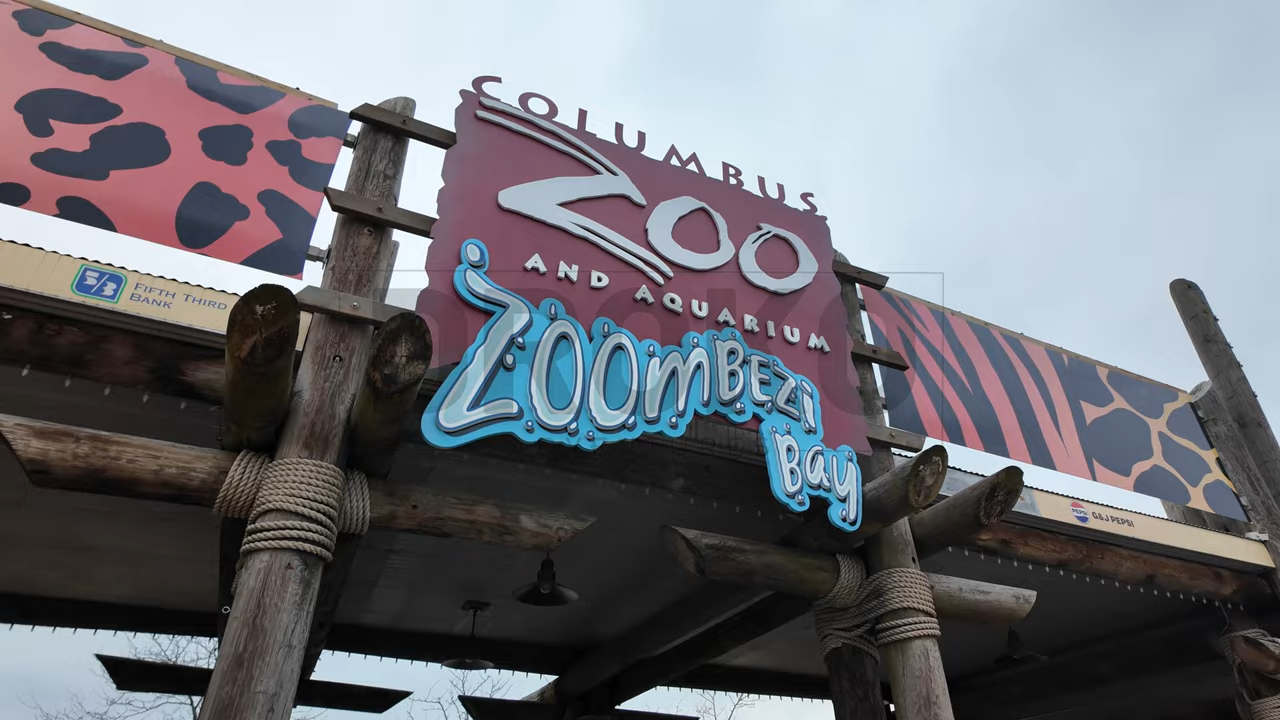 COLUMBUS
ZOO
AND AQUARIUM
ZOOMBEZI
BAY
FIFTH THIRD
BANK
PEPSI
G&J PEPSI